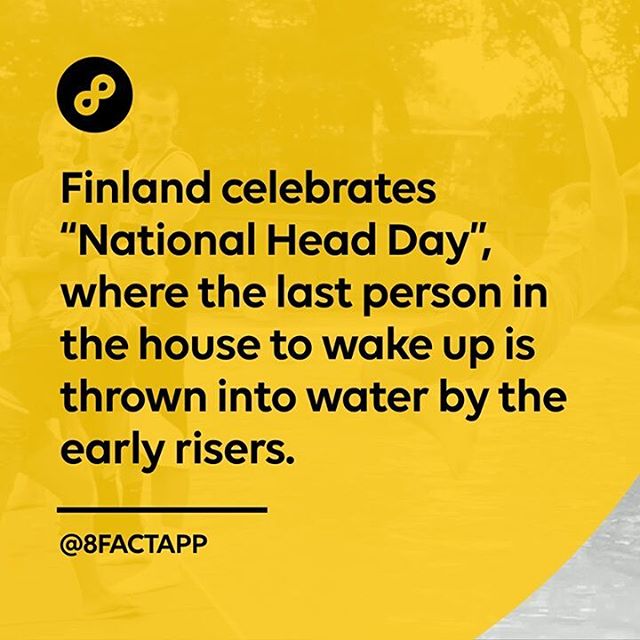 Finland celebrates
“National Head Day”,
where the last person in
the house to wake up is
thrown into water by the
early risers.
@8FACTAPP